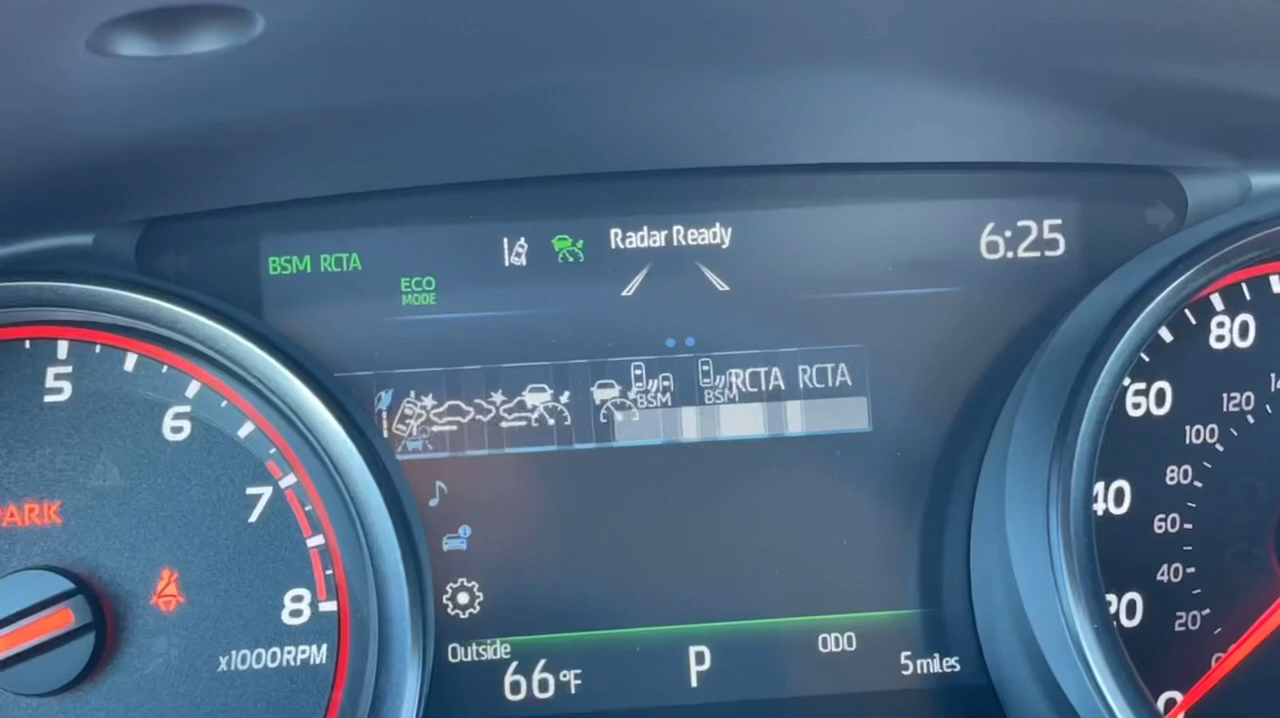 Radar Ready
6:25
BSM RCTA
ECO
MODE
BSM
BSM
RCTA RCTA
5
6
7
8
x1000RPM
PARK
80
60
40
20
0
120
100
80
60
40
20
Outside
66°F
P
ODO
5 miles